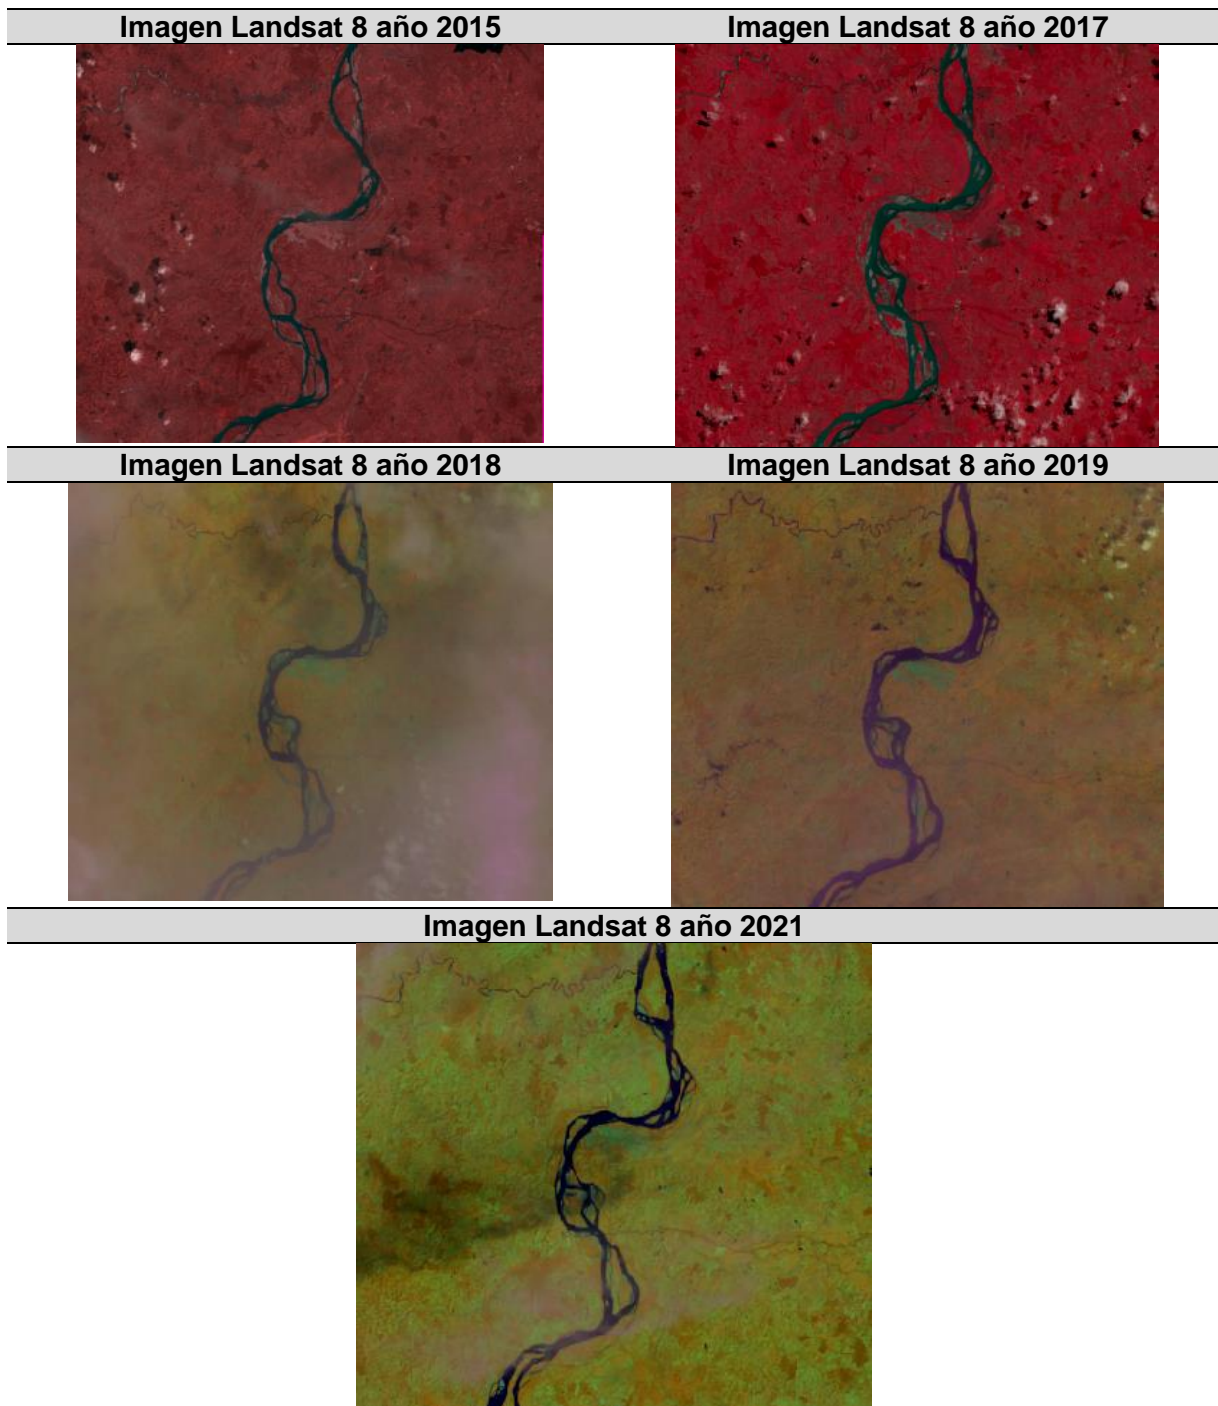 Imagen Landsat 8 año 2015
Imagen Landsat 8 año 2017
Imagen Landsat 8 año 2018
Imagen Landsat 8 año 2019
Imagen Landsat 8 año 2021